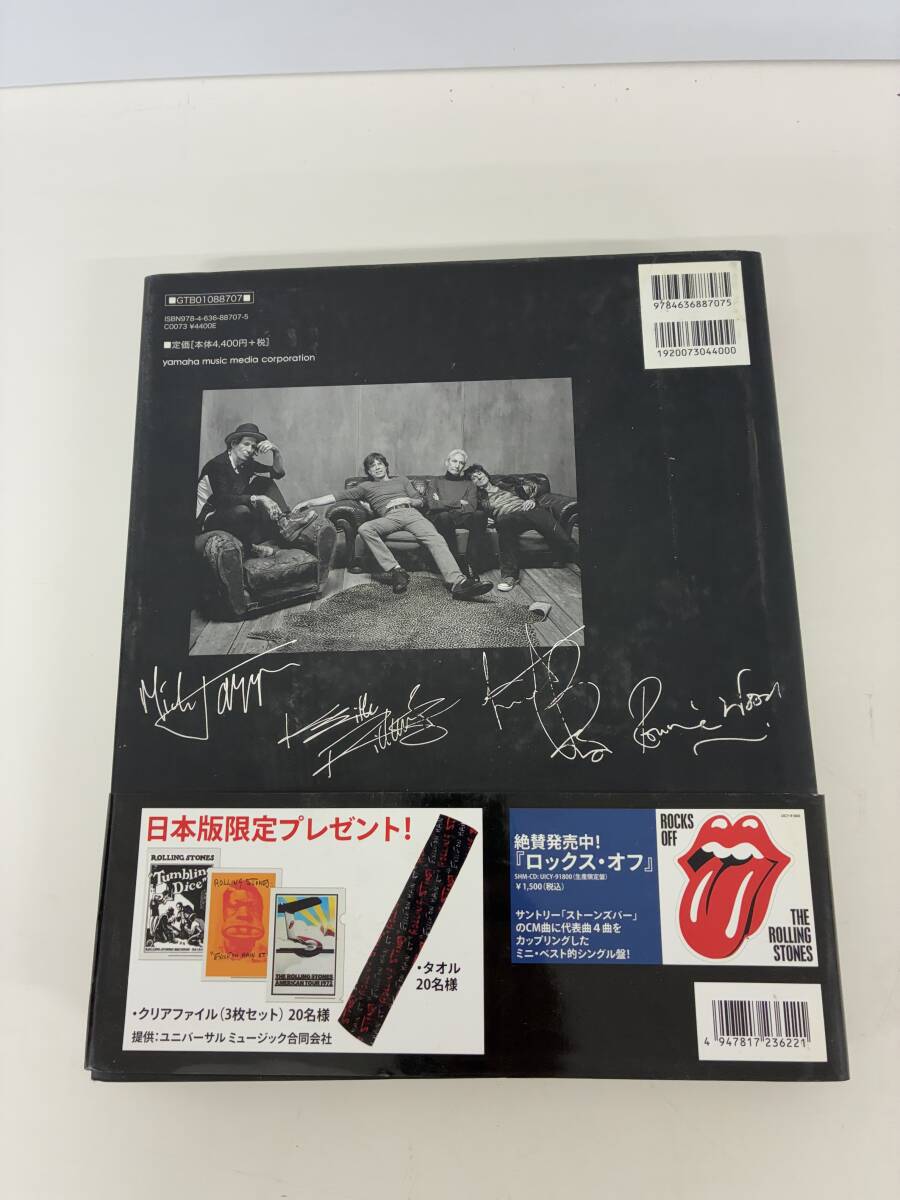 ■GTB01088707■
ISBN978-4-636-88707-5
C0073 ¥4400E
■定価[本体4,400円+税]
yamaha music media corporation
9784636887075
1920073044000
Mick Jagger
Keith Richards
Ronnie Wood
日本版限定プレゼント!
ROLLING STONES
"Tumbling
Dice"
ROLLING STONES
THE ROLLING STONES
AMERICAN TOUR 1972
・タオル
20名様
・クリアファイル(3枚セット) 20名様
提供:ユニバーサル ミュージック合同会社
絶賛発売中!
『ロックス・オフ』
SHM-CD: UICY-91800(生産限定盤)
¥1,500(税込)
サントリー「ストーンズバー」
のCM曲に代表曲4曲を
カップリングした
ミニ・ベスト的シングル盤!
ROCKS
OFF
THE
ROLLING
STONES
4 947817 236221